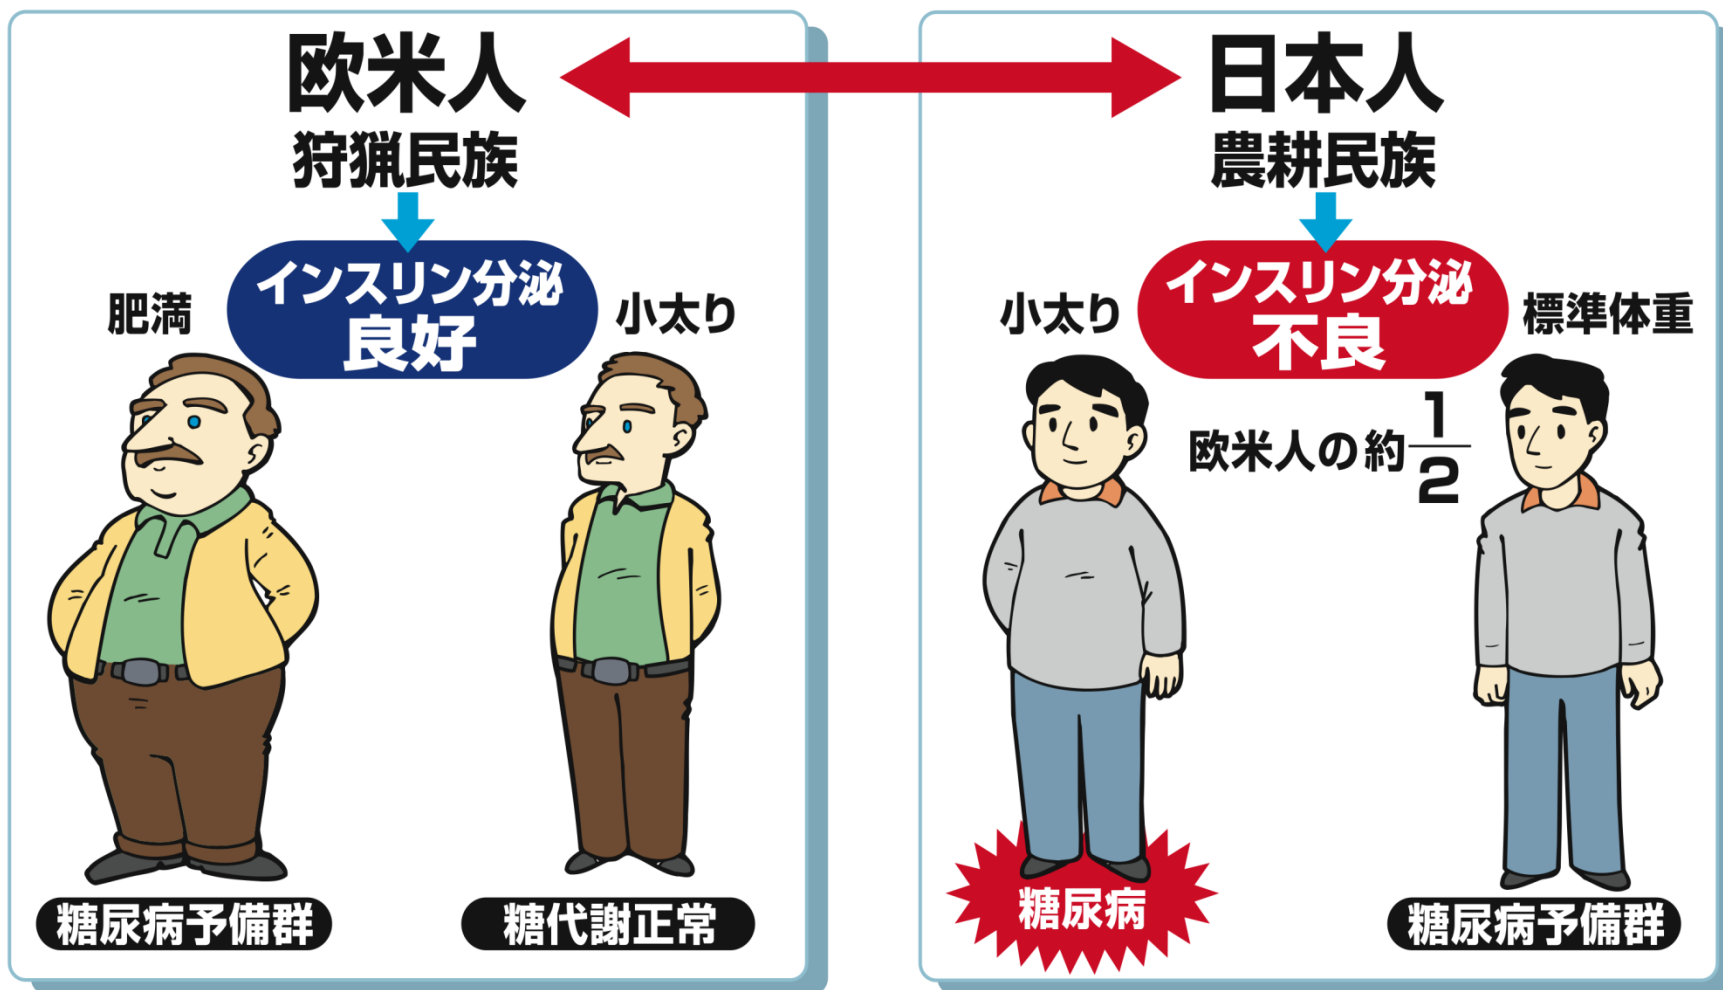 欧米人
狩猟民族
インスリン分泌
良好
肥満
小太り
糖尿病予備群
糖代謝正常
日本人
農耕民族
インスリン分泌
不良
小太り
標準体重
欧米人の約1/2
糖尿病
糖尿病予備群